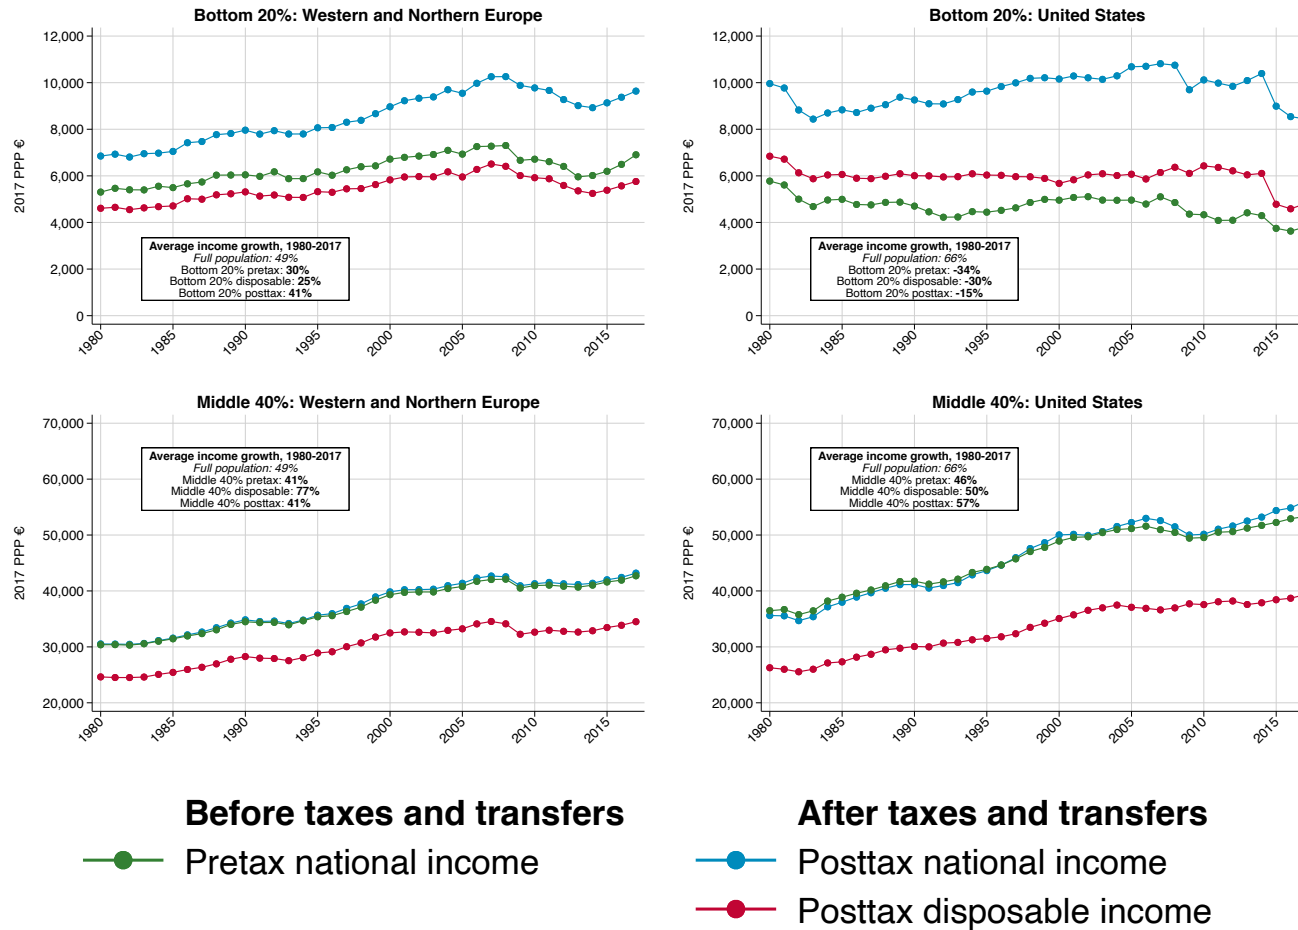 Bottom 20%: Western and Northern Europe
12,000
10,000
8,000
6,000
4,000
2,000
0
2017 PPP €
Average income growth, 1980-2017
Full population: 49%
Bottom 20% pretax: 30%
Bottom 20% disposable: 25%
Bottom 20% posttax: 41%
1980
1985
1990
1995
2000
2005
2010
2015
Bottom 20%: United States
12,000
10,000
8,000
6,000
4,000
2,000
0
2017 PPP €
Average income growth, 1980-2017
Full population: 66%
Bottom 20% pretax: -34%
Bottom 20% disposable: -30%
Bottom 20% posttax: -15%
1980
1985
1990
1995
2000
2005
2010
2015
Middle 40%: Western and Northern Europe
70,000
60,000
50,000
40,000
30,000
20,000
2017 PPP €
Average income growth, 1980-2017
Full population: 49%
Middle 40% pretax: 41%
Middle 40% disposable: 77%
Middle 40% posttax: 41%
1980
1985
1990
1995
2000
2005
2010
2015
Middle 40%: United States
70,000
60,000
50,000
40,000
30,000
20,000
2017 PPP €
Average income growth, 1980-2017
Full population: 66%
Middle 40% pretax: 46%
Middle 40% disposable: 50%
Middle 40% posttax: 57%
1980
1985
1990
1995
2000
2005
2010
2015
Before taxes and transfers
Pretax national income
After taxes and transfers
Posttax national income
Posttax disposable income